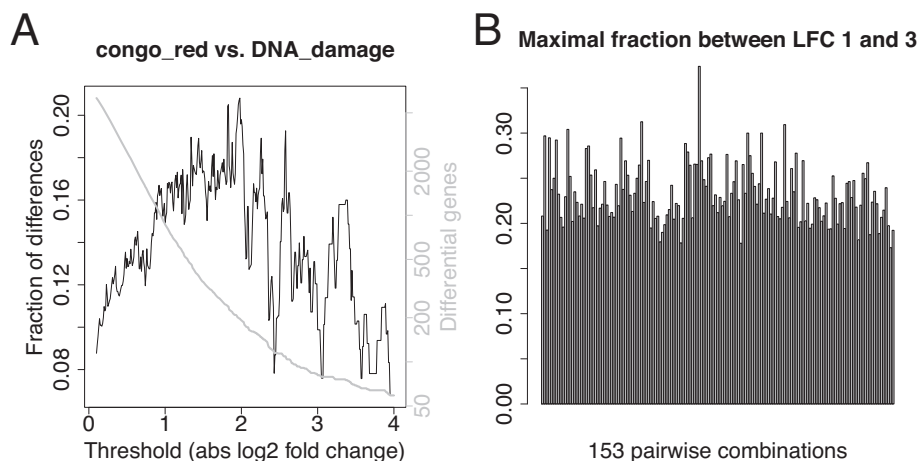 A
congo_red vs. DNA_damage
Fraction of differences
0.08
0.12
0.16
0.20
0
1
2
3
4
Threshold (abs log2 fold change)
50
200
500
2000
Differential genes
B
Maximal fraction between LFC 1 and 3
0.00
0.10
0.20
0.30
153 pairwise combinations